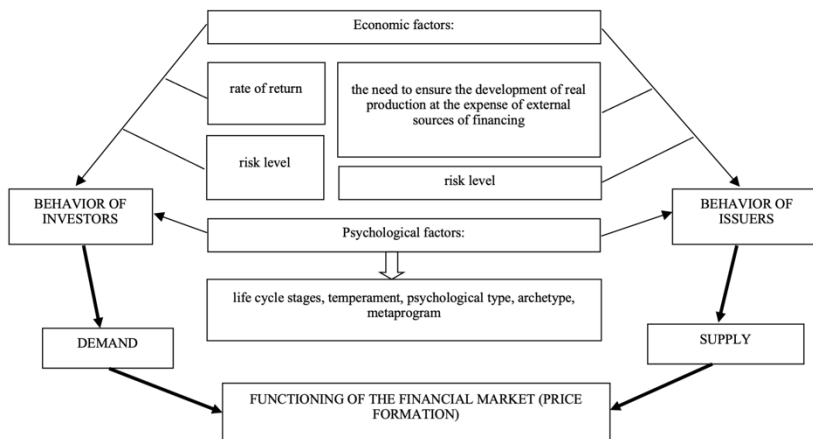 Economic factors:
rate of return
the need to ensure the development of real
production at the expense of external
sources of financing
risk level
risk level
BEHAVIOR OF
INVESTORS
BEHAVIOR OF
ISSUERS
Psychological factors:
life cycle stages, temperament, psychological type, archetype,
metaprogram
DEMAND
SUPPLY
FUNCTIONING OF THE FINANCIAL MARKET (PRICE
FORMATION)